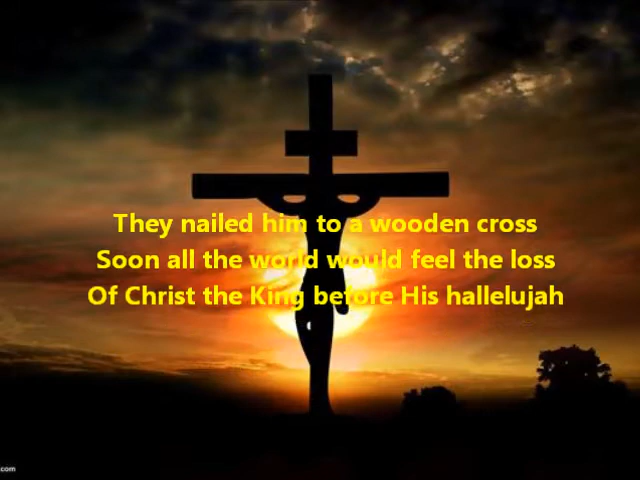 They nailed him to a wooden cross
Soon all the world would feel the loss
Of Christ the King before His hallelujah
.com